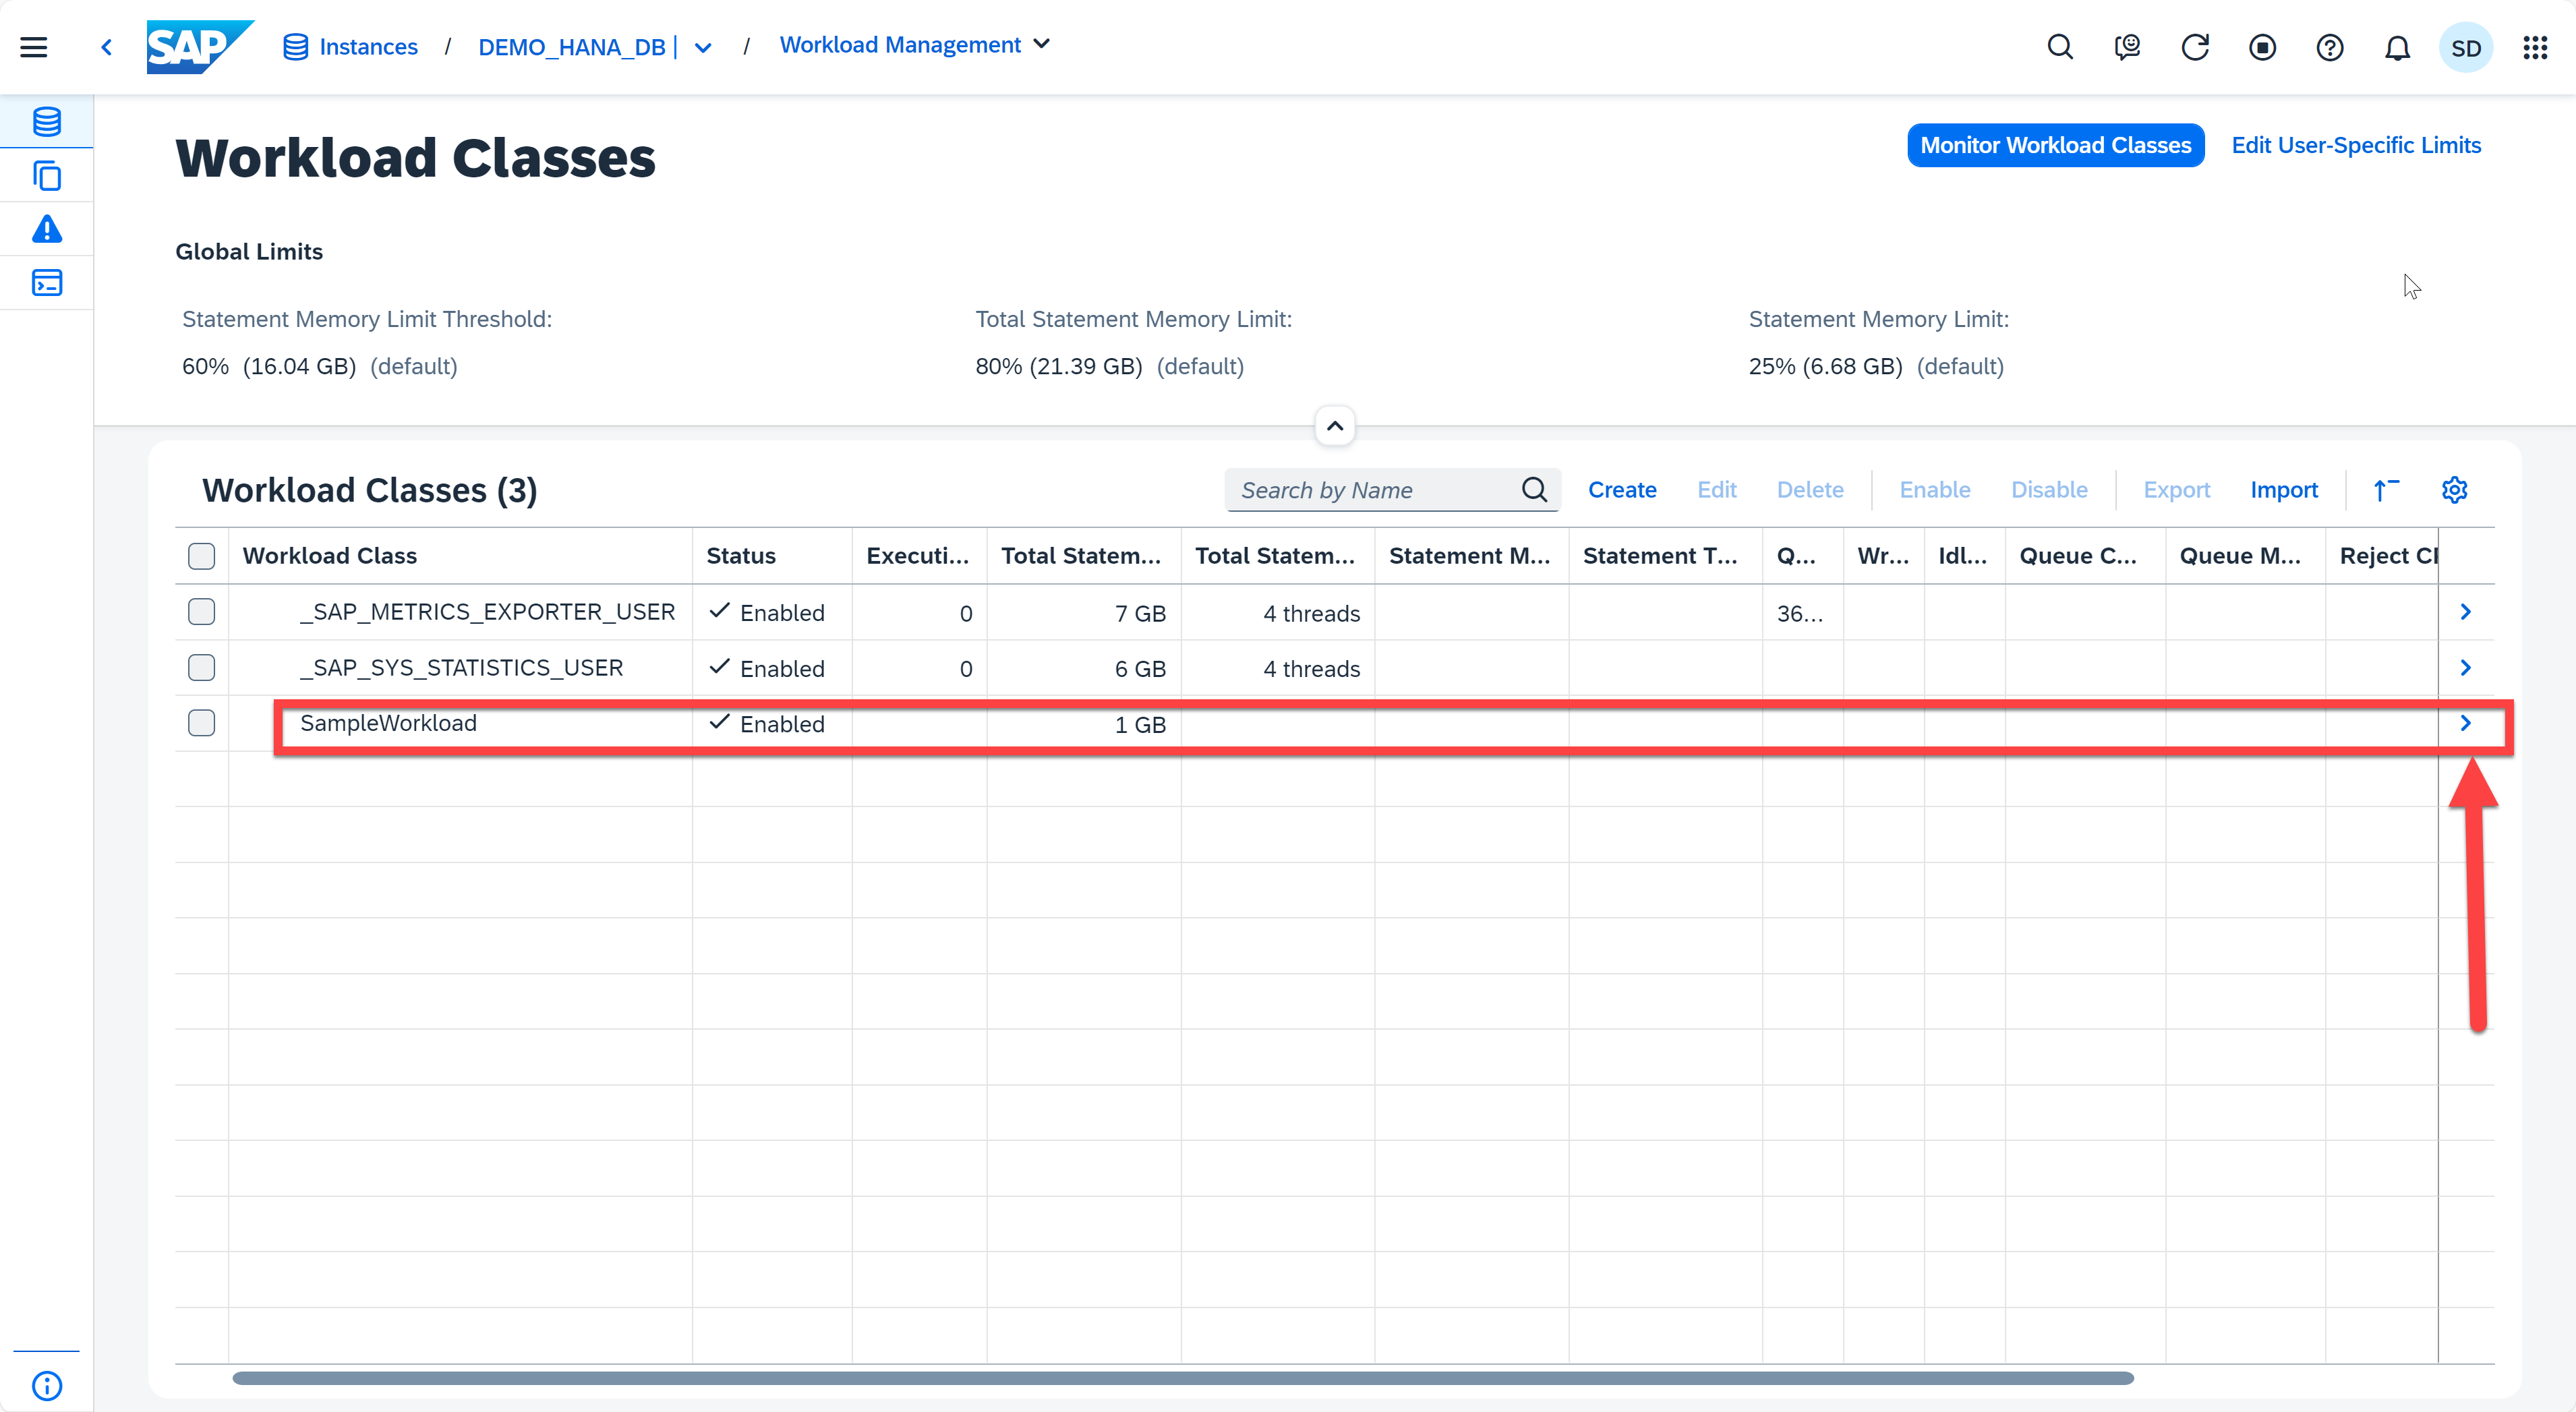 SAP Instances / DEMO_HANA_DB | / Workload Management SD
Workload Classes
Monitor Workload Classes Edit User-Specific Limits
Global Limits
Statement Memory Limit Threshold: Total Statement Memory Limit: Statement Memory Limit:
60% (16.04 GB) (default) 80% (21.39 GB) (default) 25% (6.68 GB) (default)
Workload Classes (3) Search by Name Create Edit Delete Enable Disable Export Import
Workload Class Status Executi... Total Statem... Total Statem... Statement M... Statement T... Q... Wr... Idl... Queue C... Queue M... Reject
_SAP_METRICS_EXPORTER_USER Enabled 0 7 GB 4 threads 36...
_SAP_SYS_STATISTICS_USER Enabled 0 6 GB 4 threads
SampleWorkload Enabled 1 GB